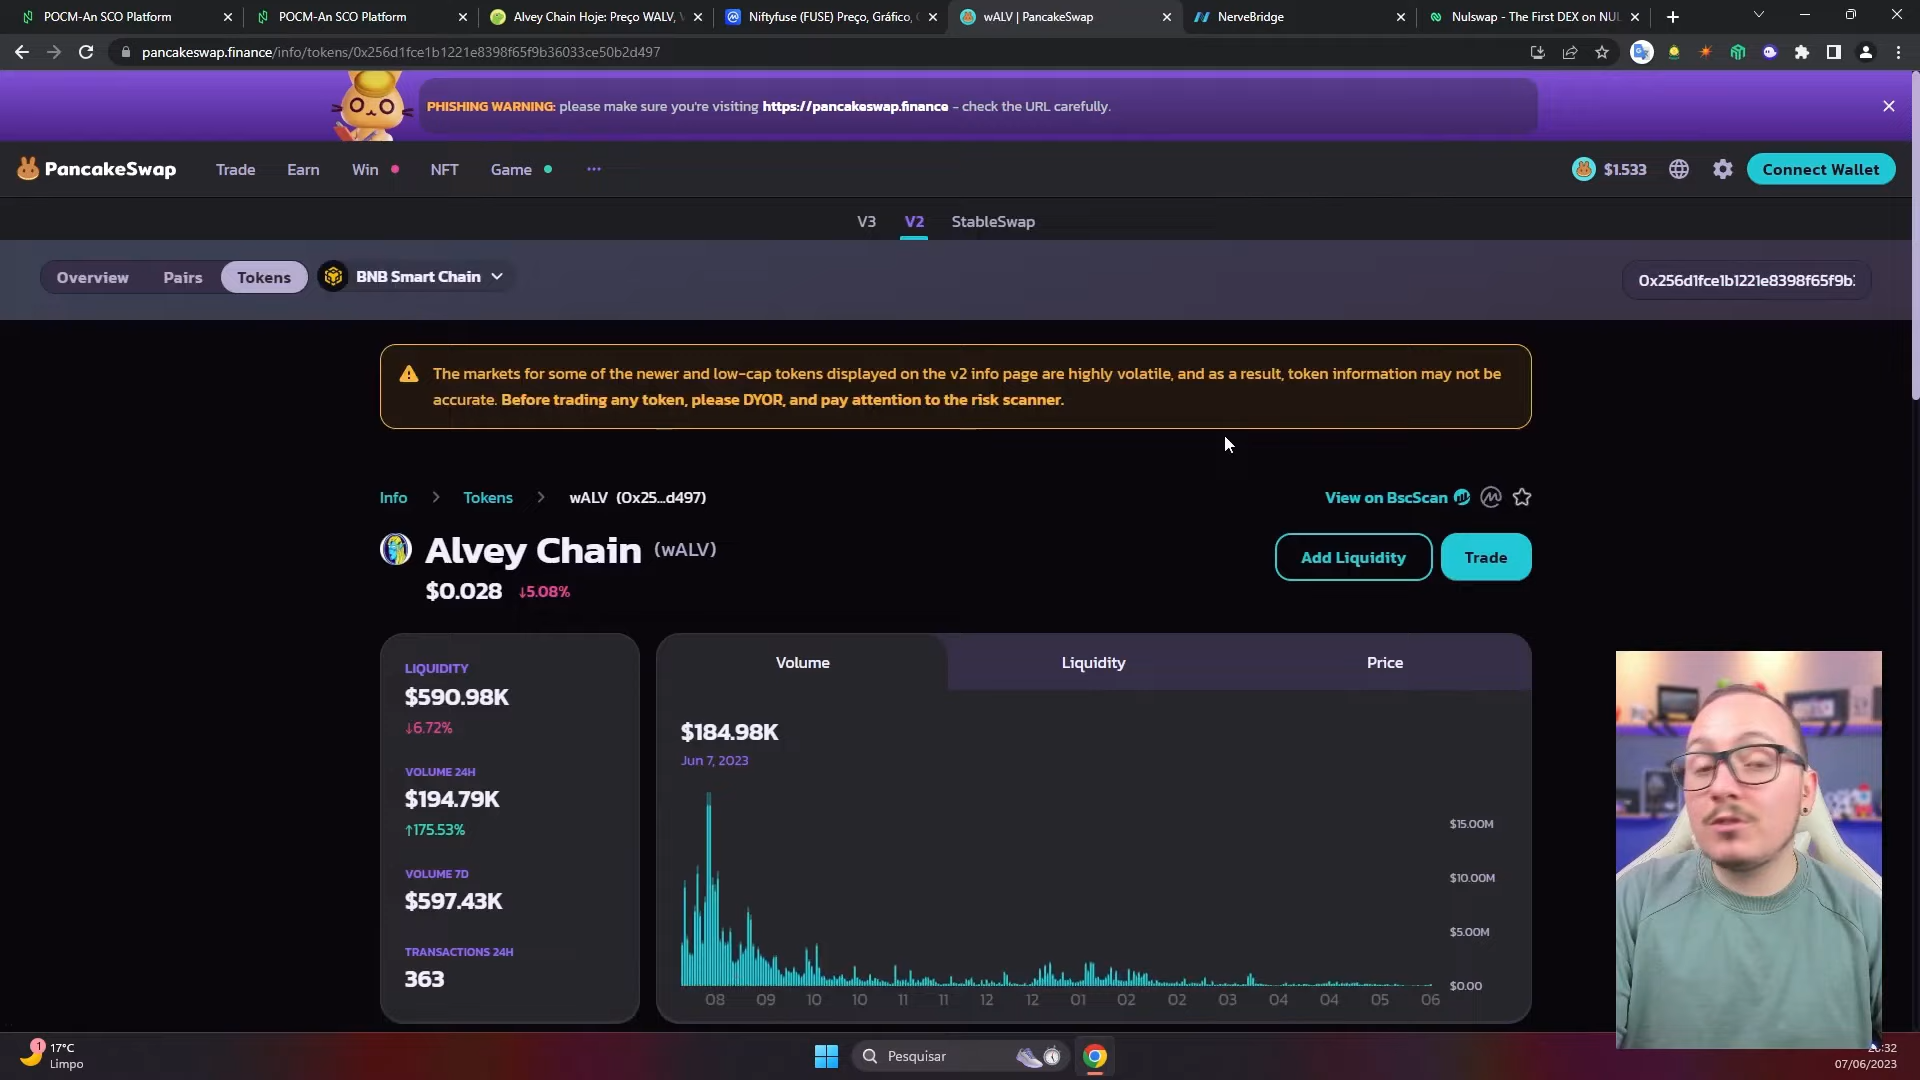 POCM-An SCO Platform
POCM-An SCO Platform
Alvey Chain Hoje: Preço WALV,
Niftyfuse (FUSE) Preço, Gráfico,
wALV | PancakeSwap
NerveBridge
Nulswap - The First DEX on NUL
pancakeswap.finance/info/tokens/0x256d1fce1b1221e8398f65f9b36033ce50b2d497
PHISHING WARNING: please make sure you're visiting https://pancakeswap.finance - check the URL carefully.
PancakeSwap
Trade
Earn
Win
NFT
Game
$1.533
Connect Wallet
V3
V2
StableSwap
Overview
Pairs
Tokens
BNB Smart Chain
0x256d1fce1b1221e8398f65f9b
The markets for some of the newer and low-cap tokens displayed on the v2 info page are highly volatile, and as a result, token information may not be
accurate. Before trading any token, please DYOR, and pay attention to the risk scanner.
Info > Tokens > wALV (0x25...d497)
View on BscScan
Alvey Chain (wALV)
$0.028 ↓5.08%
Add Liquidity
Trade
LIQUIDITY
$590.98K
↓6.72%
VOLUME 24H
$194.79K
↑175.53%
VOLUME 7D
$597.43K
TRANSACTIONS 24H
363
Volume
Liquidity
Price
$184.98K
Jun 7, 2023
$15.00M
$10.00M
$5.00M
$0.00
08 09 10 10 11 11 12 12 01 02 02 03 04 04 05 06
1
17°C
Limpo
Pesquisar
:32
07/06/2023